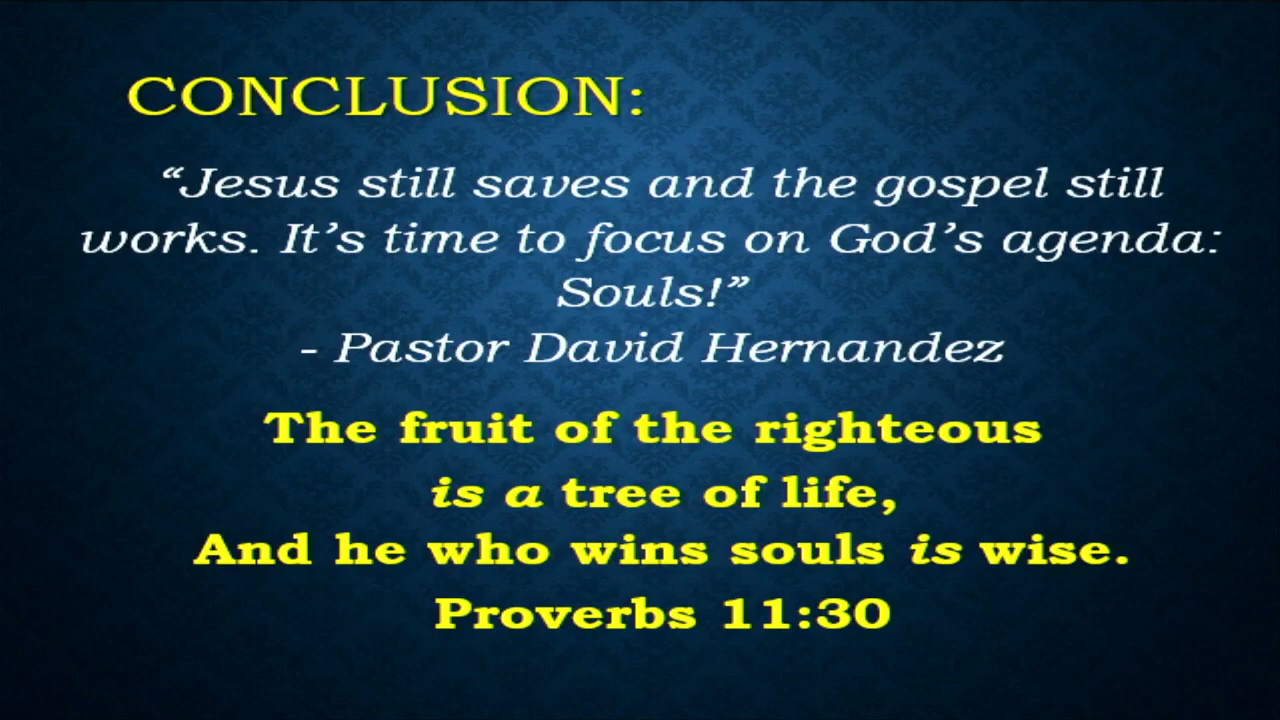 CONCLUSION:
“Jesus still saves and the gospel still
works. It’s time to focus on God’s agenda:
Souls!”
- Pastor David Hernandez
The fruit of the righteous
is a tree of life,
And he who wins souls is wise.
Proverbs 11:30